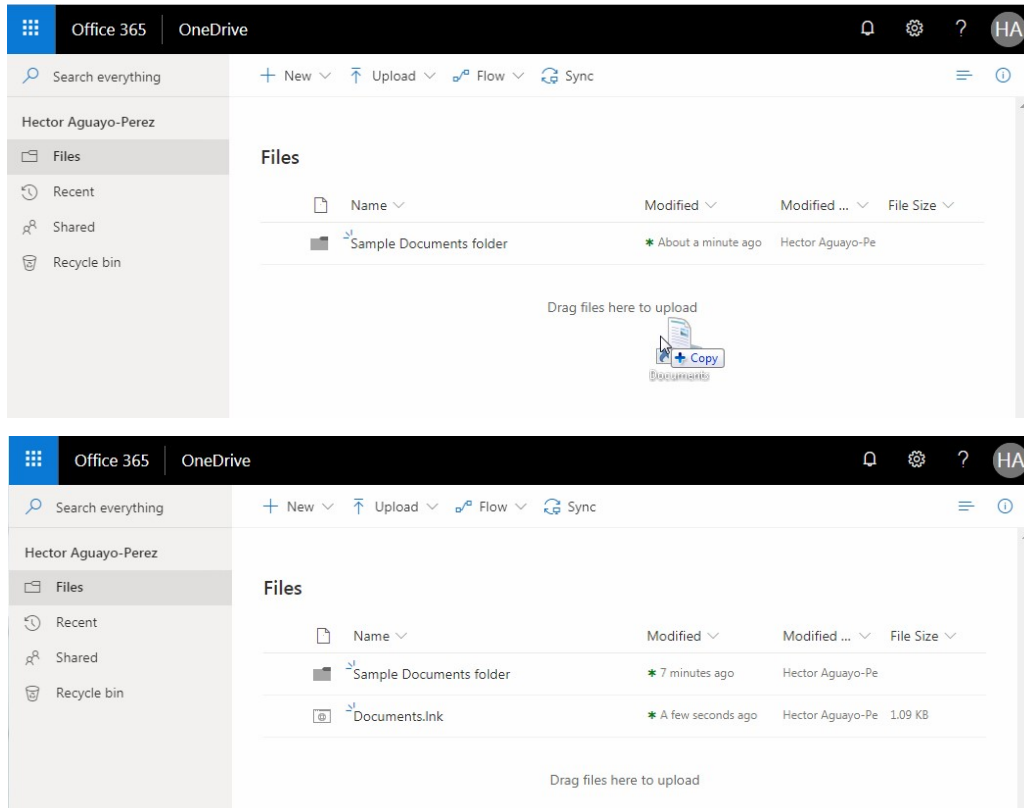 Office 365 OneDrive HA
Search everything New Upload Flow Sync
Hector Aguayo-Perez
Files
Recent
Shared
Recycle bin
Files
Name Modified Modified ... File Size
Sample Documents folder About a minute ago Hector Aguayo-Pe
Drag files here to upload
Copy
Documents
Office 365 OneDrive HA
Search everything New Upload Flow Sync
Hector Aguayo-Perez
Files
Recent
Shared
Recycle bin
Files
Name Modified Modified ... File Size
Sample Documents folder 7 minutes ago Hector Aguayo-Pe
Documents.lnk A few seconds ago Hector Aguayo-Pe 1.09 KB
Drag files here to upload